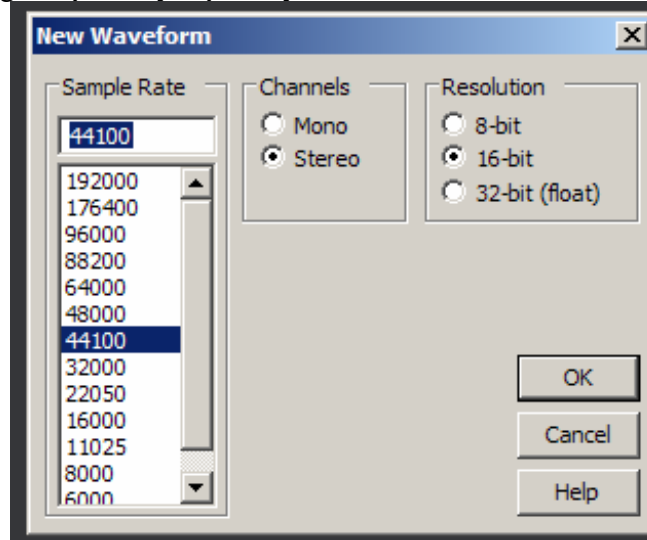 New Waveform
Sample Rate
44100
192000
176400
96000
88200
64000
48000
44100
32000
22050
16000
11025
8000
6000
Channels
Mono
Stereo
Resolution
8-bit
16-bit
32-bit (float)
OK
Cancel
Help